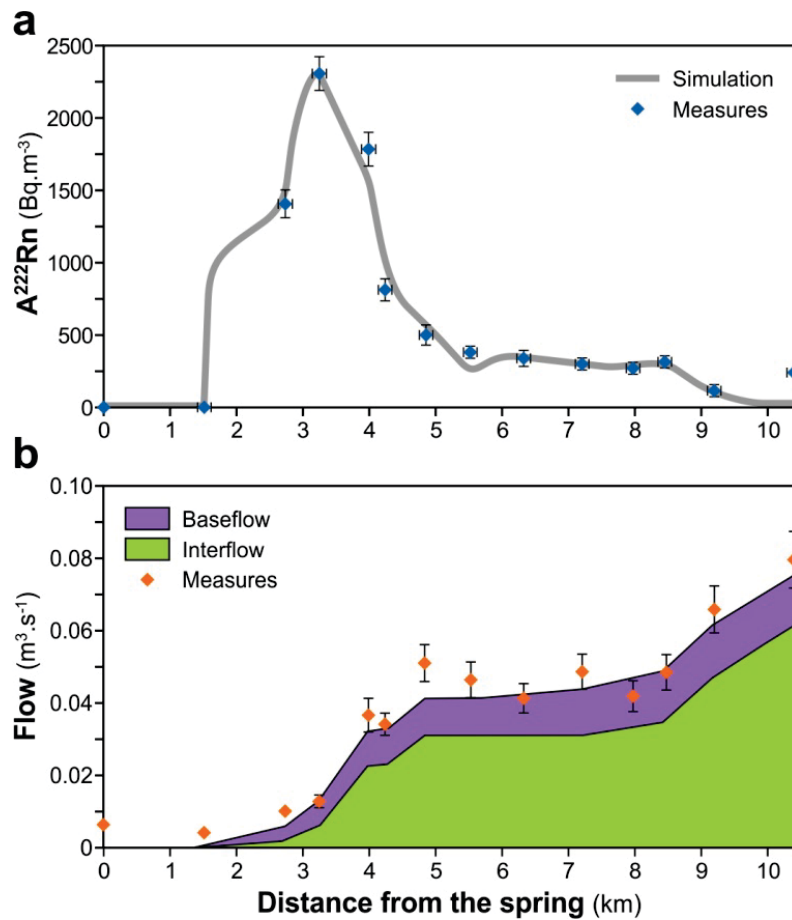 a
2500
2000
1500
1000
500
0
A²²²Rn (Bq.m⁻³)
Simulation
Measures
0 1 2 3 4 5 6 7 8 9 10
b
0.10
0.08
0.06
0.04
0.02
0
Flow (m³.s⁻¹)
Baseflow
Interflow
Measures
0 1 2 3 4 5 6 7 8 9 10
Distance from the spring (km)